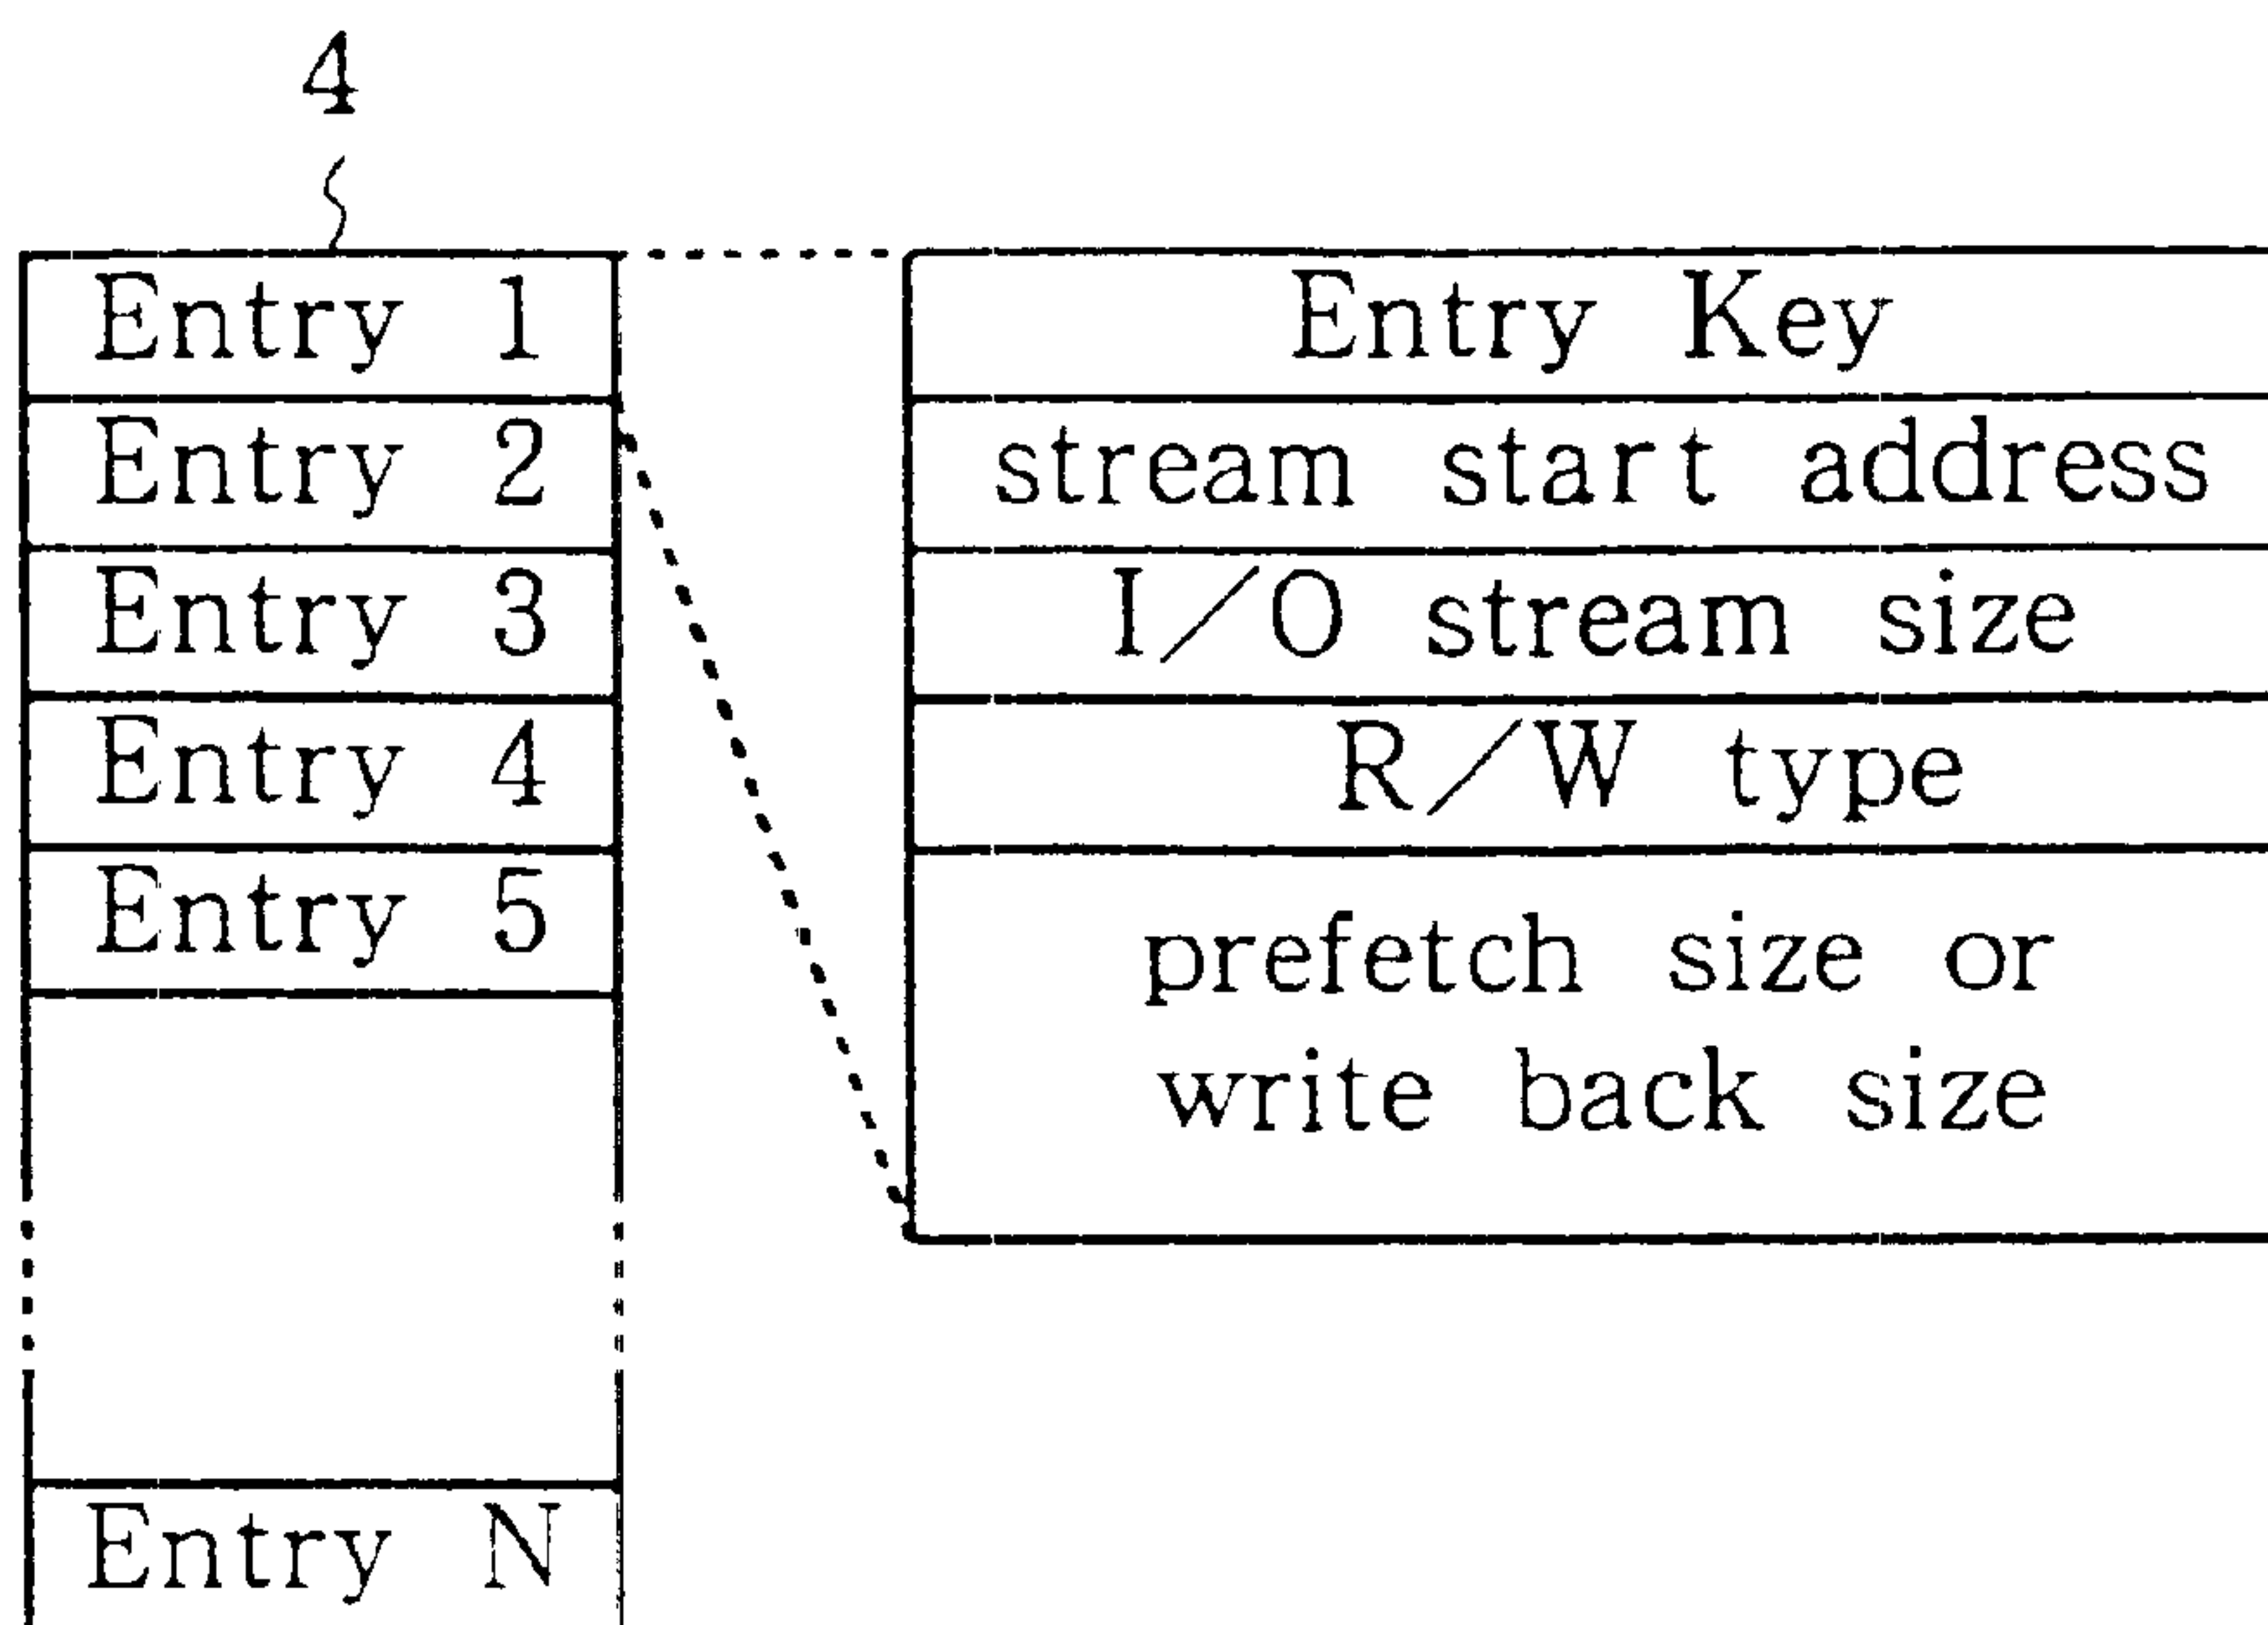 4
Entry 1
Entry 2
Entry 3
Entry 4
Entry 5
Entry N
Entry Key
stream start address
I/O stream size
R/W type
prefetch size or
write back size